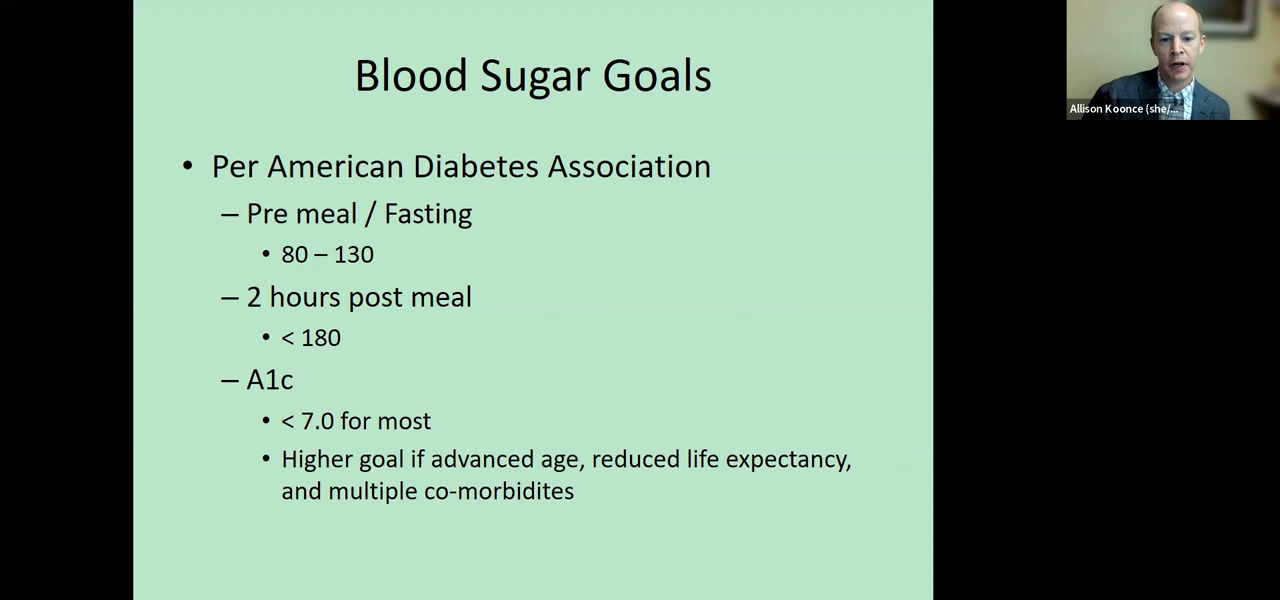 Blood Sugar Goals
• Per American Diabetes Association
– Pre meal / Fasting
• 80 – 130
– 2 hours post meal
• < 180
– A1c
• < 7.0 for most
• Higher goal if advanced age, reduced life expectancy,
and multiple co-morbidites
Allison Koonce (she/...